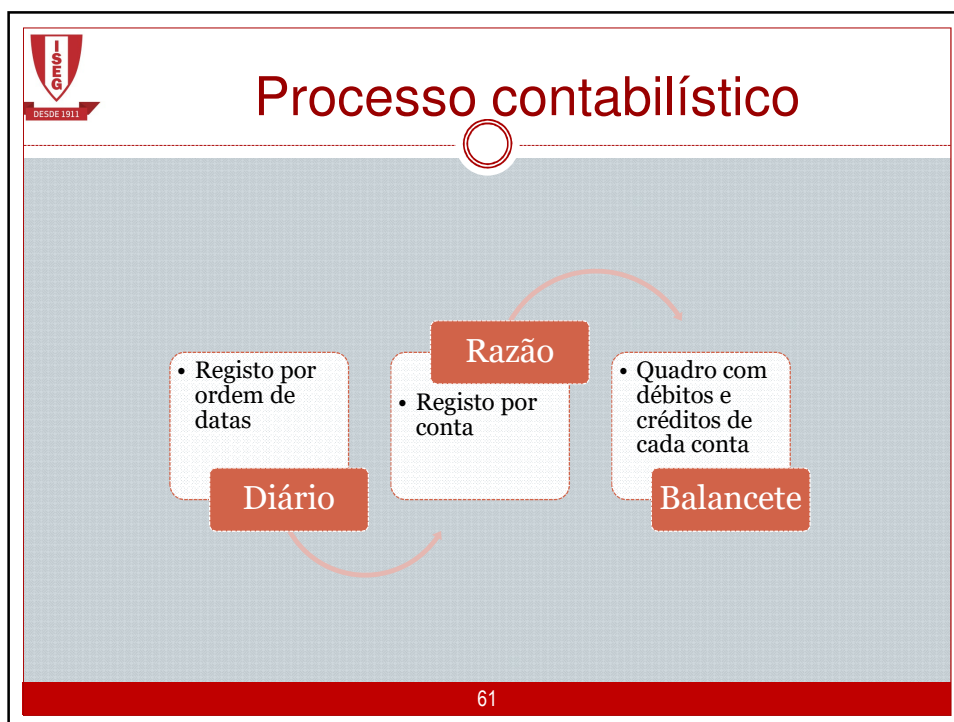 ISEG
DESDE 1911
Processo contabilístico
• Registo por
ordem de
datas
Diário
Razão
• Registo por
conta
• Quadro com
débitos e
créditos de
cada conta
Balancete
61